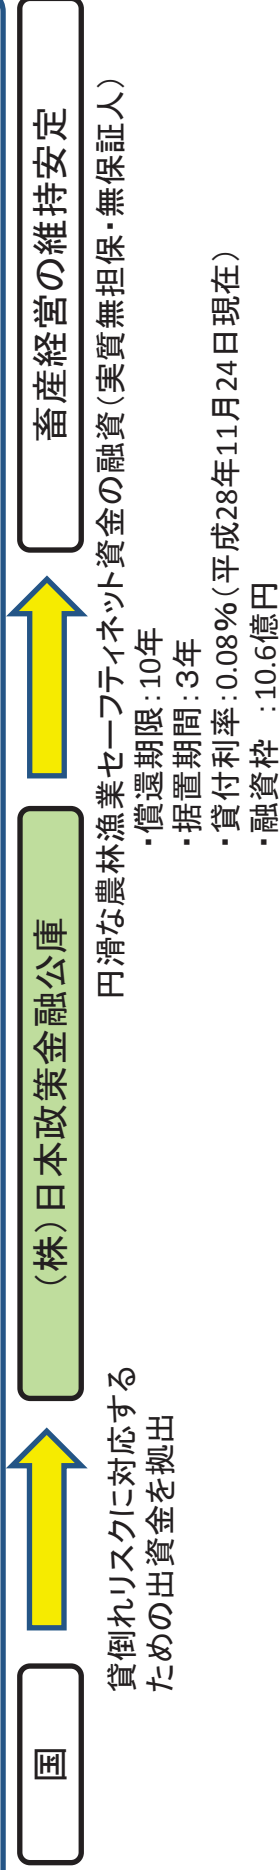 国
(株)日本政策金融公庫
畜産経営の維持安定
貸倒れリスクに対応する
ための出資金を拠出
円滑な農林漁業セーフティネット資金の融資(実質無担保・無保証人)
・償還期限:10年
・据置期間:3年
・貸付利率:0.08%(平成28年11月24日現在)
・融資枠 :10.6億円